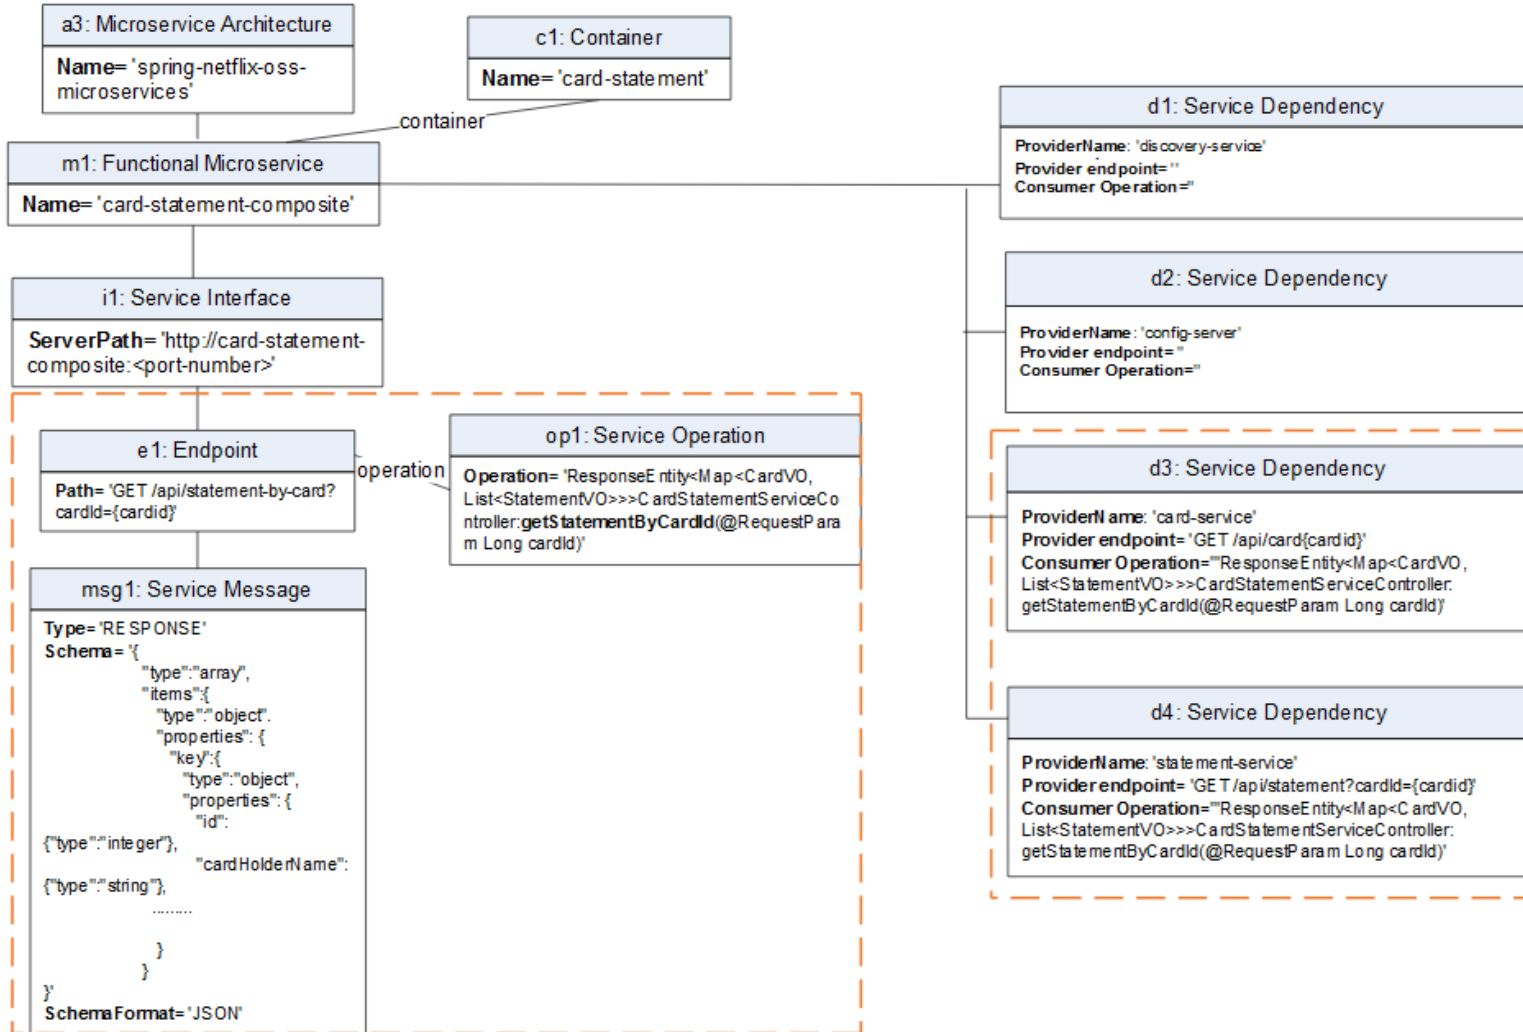 a3: Microservice Architecture
Name= 'spring-netflix-oss-
microservices'
c1: Container
Name= 'card-statement'
container
m1: Functional Microservice
Name= 'card-statement-composite'
i1: Service Interface
ServerPath= 'http://card-statement-
composite:<port-number>'
e1: Endpoint
Path= 'GET /api/statement-by-card?
cardId={cardid}'
operation
op1: Service Operation
Operation= 'ResponseEntity<Map<CardVO,
List<StatementVO>>>CardStatementServiceCo
ntroller:getStatementByCardId(@RequestPara
m Long cardId)'
msg1: Service Message
Type= 'RESPONSE'
Schema= '{
"type":"array",
"items":{
"type":"object".
"properties": {
"key":{
"type":"object",
"properties": {
"id":
{"type":"integer"},
"cardHolderName":
{"type":"string"},
.........
}
}
}'
SchemaFormat= 'JSON'
d1: Service Dependency
ProviderName: 'discovery-service'
Provider endpoint= ''
Consumer Operation=''
d2: Service Dependency
ProviderName: 'config-server'
Provider endpoint= ''
Consumer Operation=''
d3: Service Dependency
ProviderName: 'card-service'
Provider endpoint= 'GET /api/card{cardid}'
Consumer Operation='"ResponseEntity<Map<CardVO,
List<StatementVO>>>CardStatementServiceController:
getStatementByCardId(@RequestParam Long cardId)'
d4: Service Dependency
ProviderName: 'statement-service'
Provider endpoint= 'GET /api/statement?cardId={cardid}'
Consumer Operation='"ResponseEntity<Map<CardVO,
List<StatementVO>>>CardStatementServiceController:
getStatementByCardId(@RequestParam Long cardId)'